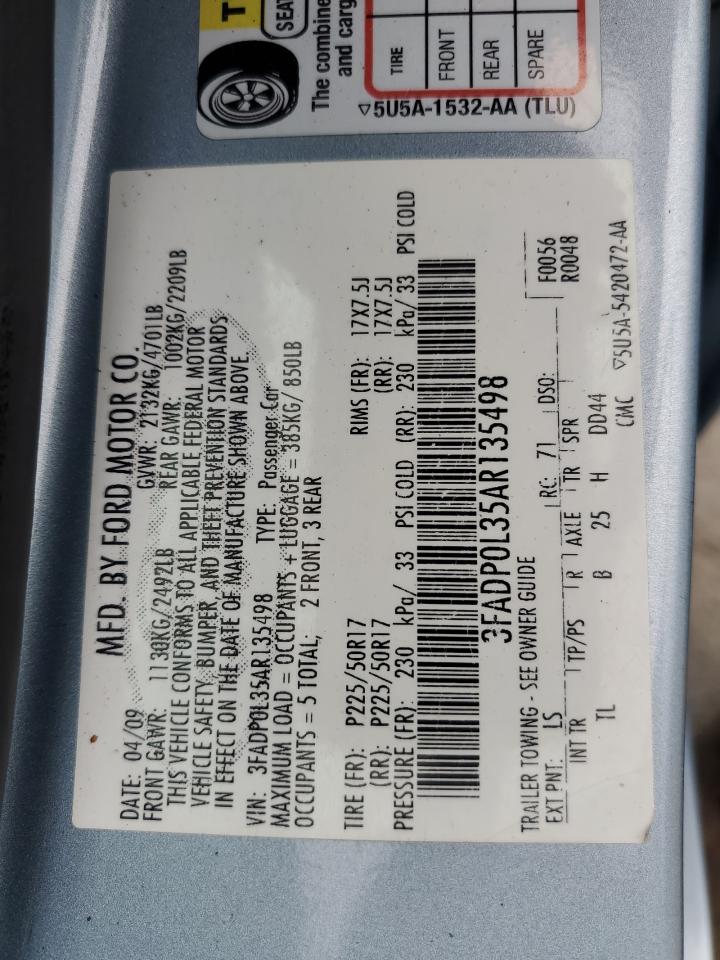 MFD. BY FORD MOTOR CO.
DATE: 04/09 GVWR: 2132KG/4701LB
FRONT GAWR: 1130KG/2492LB REAR GAWR: 1002KG/2209LB
THIS VEHICLE CONFORMS TO ALL APPLICABLE FEDERAL MOTOR
VEHICLE SAFETY, BUMPER, AND THEFT PREVENTION STANDARDS
IN EFFECT ON THE DATE OF MANUFACTURE SHOWN ABOVE.
VIN: 3FADP0L35AR135498 TYPE: Passenger Car
MAXIMUM LOAD = OCCUPANTS + LUGGAGE = 385KG/ 850LB
OCCUPANTS = 5 TOTAL; 2 FRONT, 3 REAR
TIRE (FR): P225/50R17 RIMS (FR): 17X7.5J
(RR): P225/50R17 (RR): 17X7.5J
PRESSURE (FR): 230 kPa/ 33 PSI COLD (RR): 230 kPa/ 33 PSI COLD
3FADP0L35AR135498
TRAILER TOWING - SEE OWNER GUIDE
EXT PNT: LS RC: 71 DSO: F0056
INT TR TP/PS R AXLE TR SPR R0048
TL B 25 H DD44
CMC ▽5U5A-5420472-AA
T
SEAT
The combine
and carg
TIRE
FRONT
REAR
SPARE
▽5U5A-1532-AA (TLU)